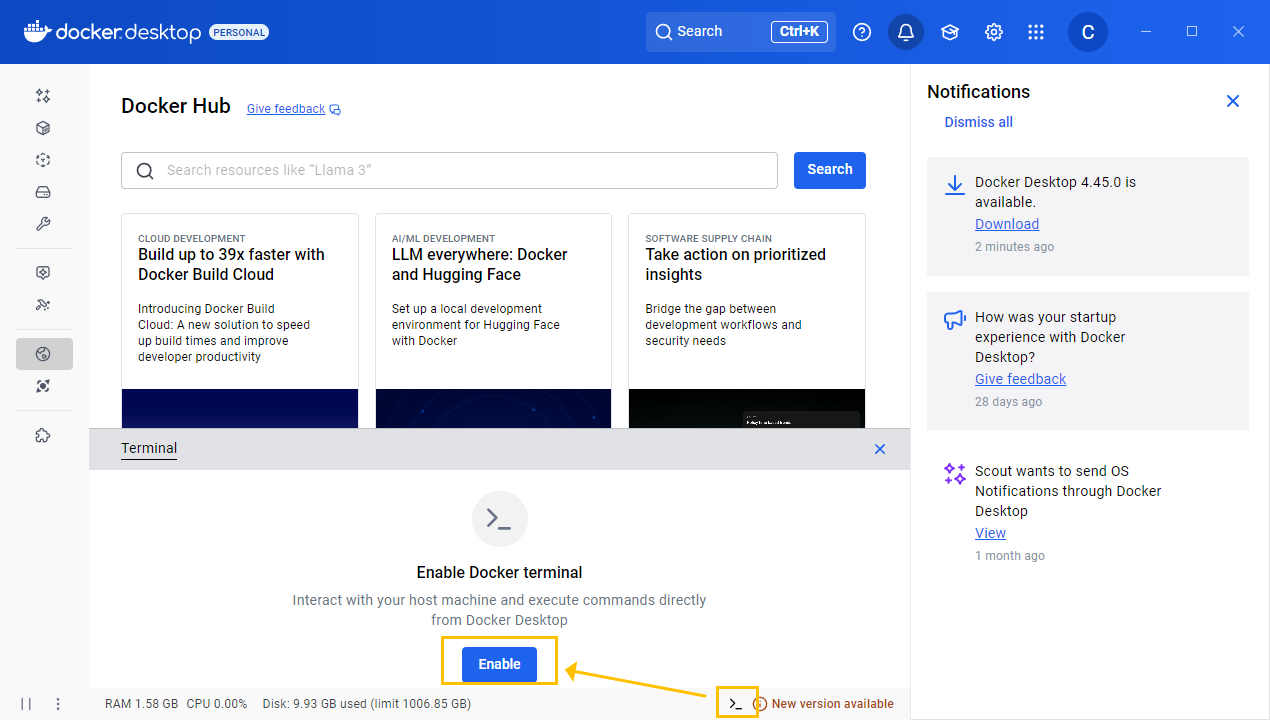 docker.desktop PERSONAL
Search Ctrl+K
C
Docker Hub Give feedback
Search resources like “Llama 3”
Search
CLOUD DEVELOPMENT
Build up to 39x faster with
Docker Build Cloud
Introducing Docker Build
Cloud: A new solution to speed
up build times and improve
developer productivity
AI/ML DEVELOPMENT
LLM everywhere: Docker
and Hugging Face
Set up a local development
environment for Hugging Face
with Docker
SOFTWARE SUPPLY CHAIN
Take action on prioritized
insights
Bridge the gap between
development workflows and
security needs
Terminal
Enable Docker terminal
Interact with your host machine and execute commands directly
from Docker Desktop
Enable
RAM 1.58 GB CPU 0.00% Disk: 9.93 GB used (limit 1006.85 GB)
New version available
Notifications
Dismiss all
Docker Desktop 4.45.0 is
available.
Download
2 minutes ago
How was your startup
experience with Docker
Desktop?
Give feedback
28 days ago
Scout wants to send OS
Notifications through Docker
Desktop
View
1 month ago